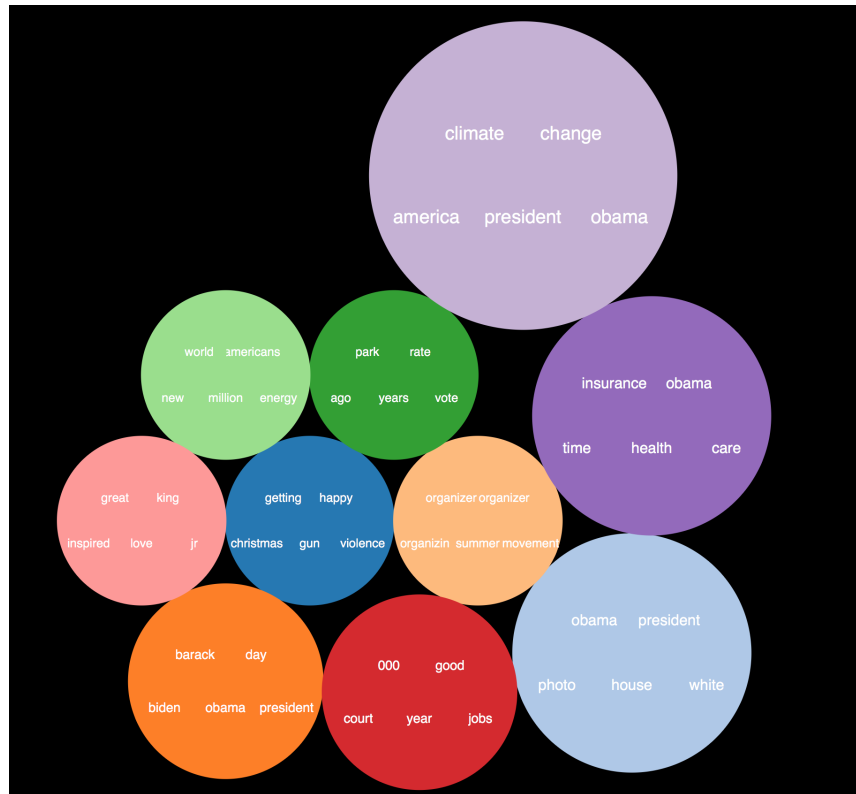 climate change
america president obama
world americans
new million energy
park rate
ago years vote
insurance obama
time health care
great king
inspired love jr
getting happy
christmas gun violence
organizer organizer
organizin summer movement
obama president
photo house white
barack day
biden obama president
000 good
court year jobs